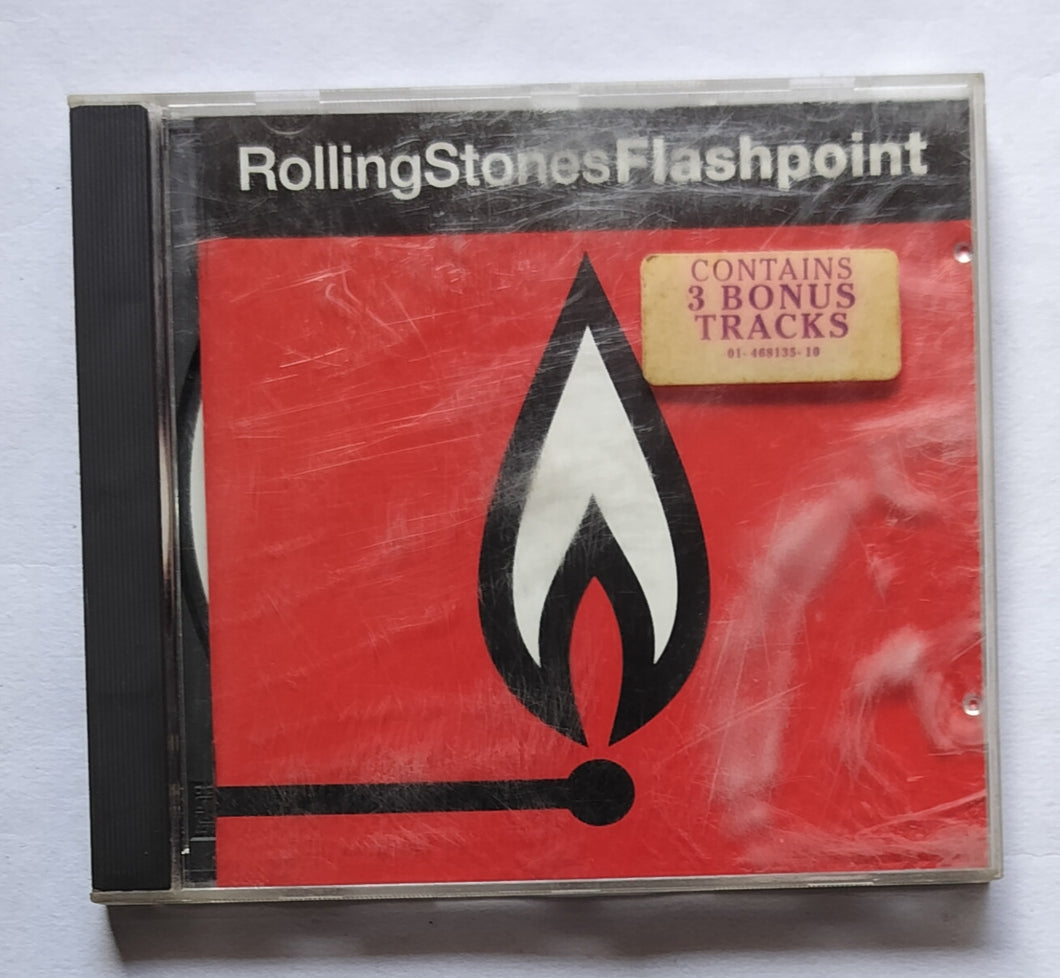 RollingStonesFlashpoint
CONTAINS
3 BONUS
TRACKS
01-468135-10